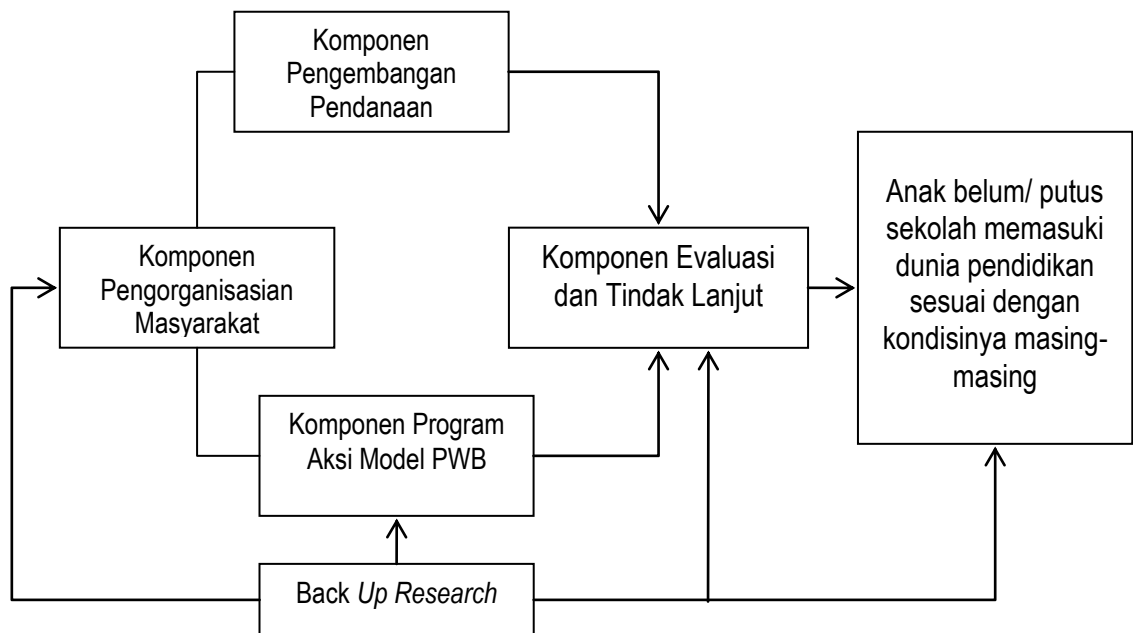 Komponen
Pengembangan
Pendanaan
Komponen
Pengorganisasian
Masyarakat
Komponen Evaluasi
dan Tindak Lanjut
Anak belum/ putus
sekolah memasuki
dunia pendidikan
sesuai dengan
kondisinya masing-
masing
Komponen Program
Aksi Model PWB
Back Up Research